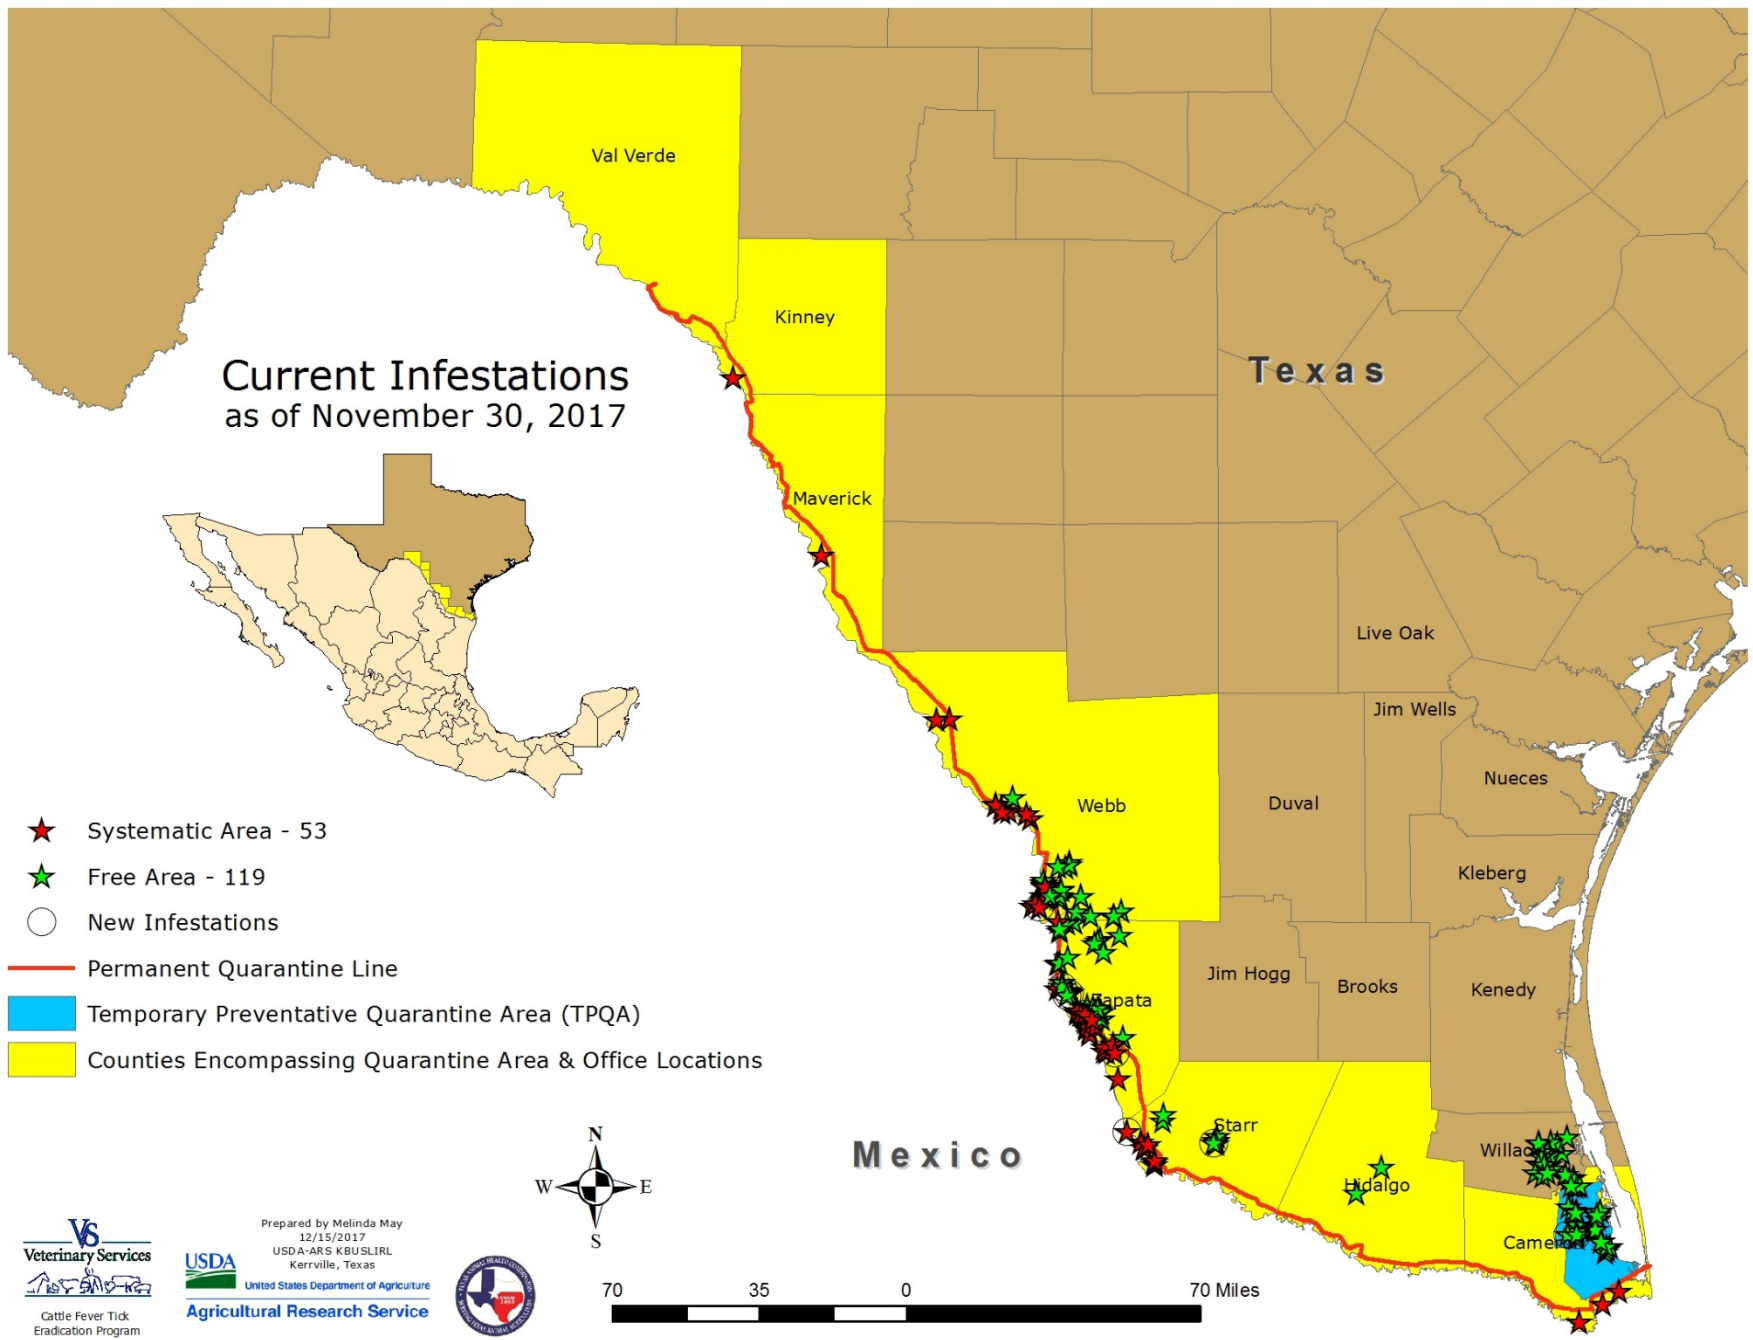 Val Verde
Kinney
Texas
Current Infestations
as of November 30, 2017
Maverick
Live Oak
Jim Wells
Nueces
Webb
Duval
Systematic Area - 53
Free Area - 119
Kleberg
New Infestations
Permanent Quarantine Line
Jim Hogg
Brooks
Kenedy
Zapata
Temporary Preventative Quarantine Area (TPQA)
Counties Encompassing Quarantine Area & Office Locations
Starr
Mexico
Hidalgo
Cameron
N
W E
S
VS
Veterinary Services
Cattle Fever Tick
Eradication Program
Prepared by Melinda May
12/15/2017
USDA-ARS KBUSLIRL
Kerrville, Texas
USDA
United States Department of Agriculture
Agricultural Research Service
70 35 0 70 Miles